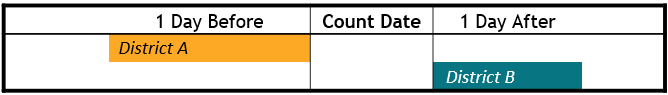 1 Day Before Count Date 1 Day After
District A
District B